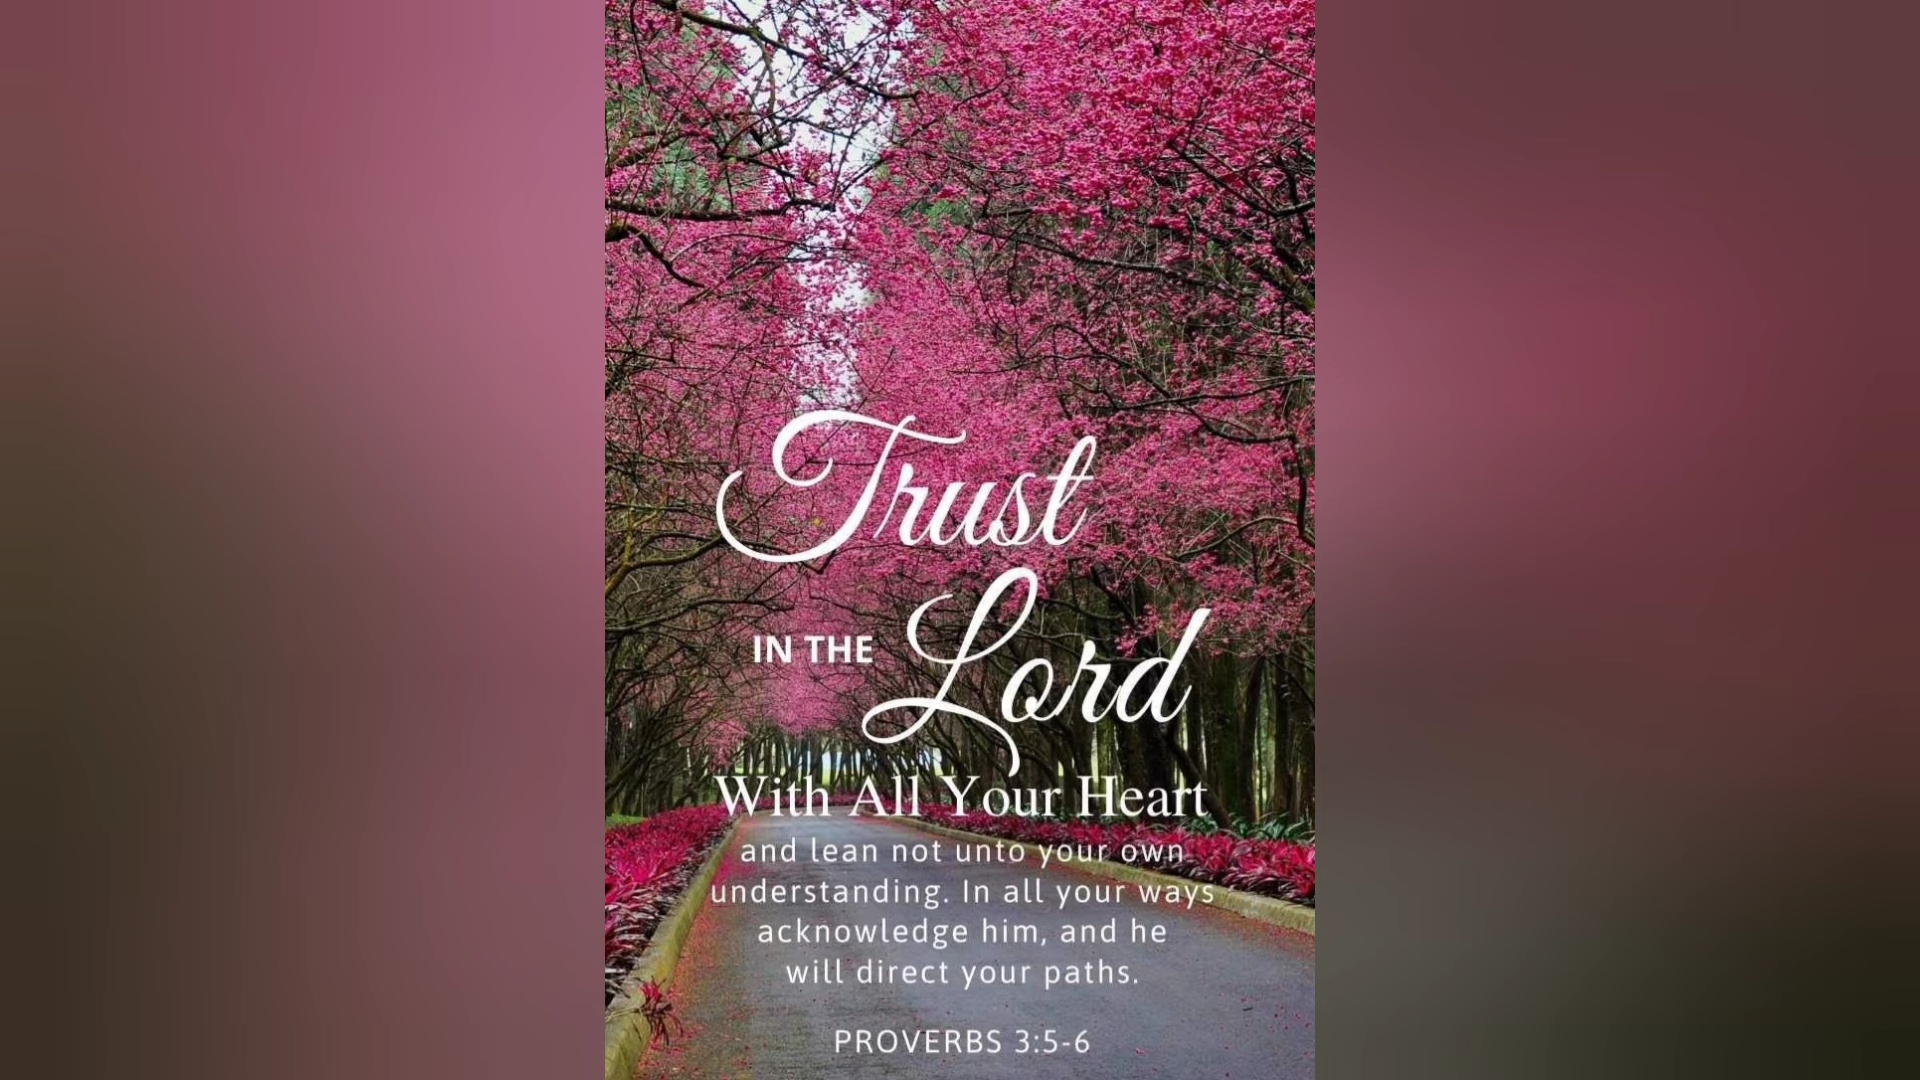 Trust
IN THE Lord
With All Your Heart
and lean not unto your own
understanding. In all your ways
acknowledge him, and he
will direct your paths.
PROVERBS 3:5-6